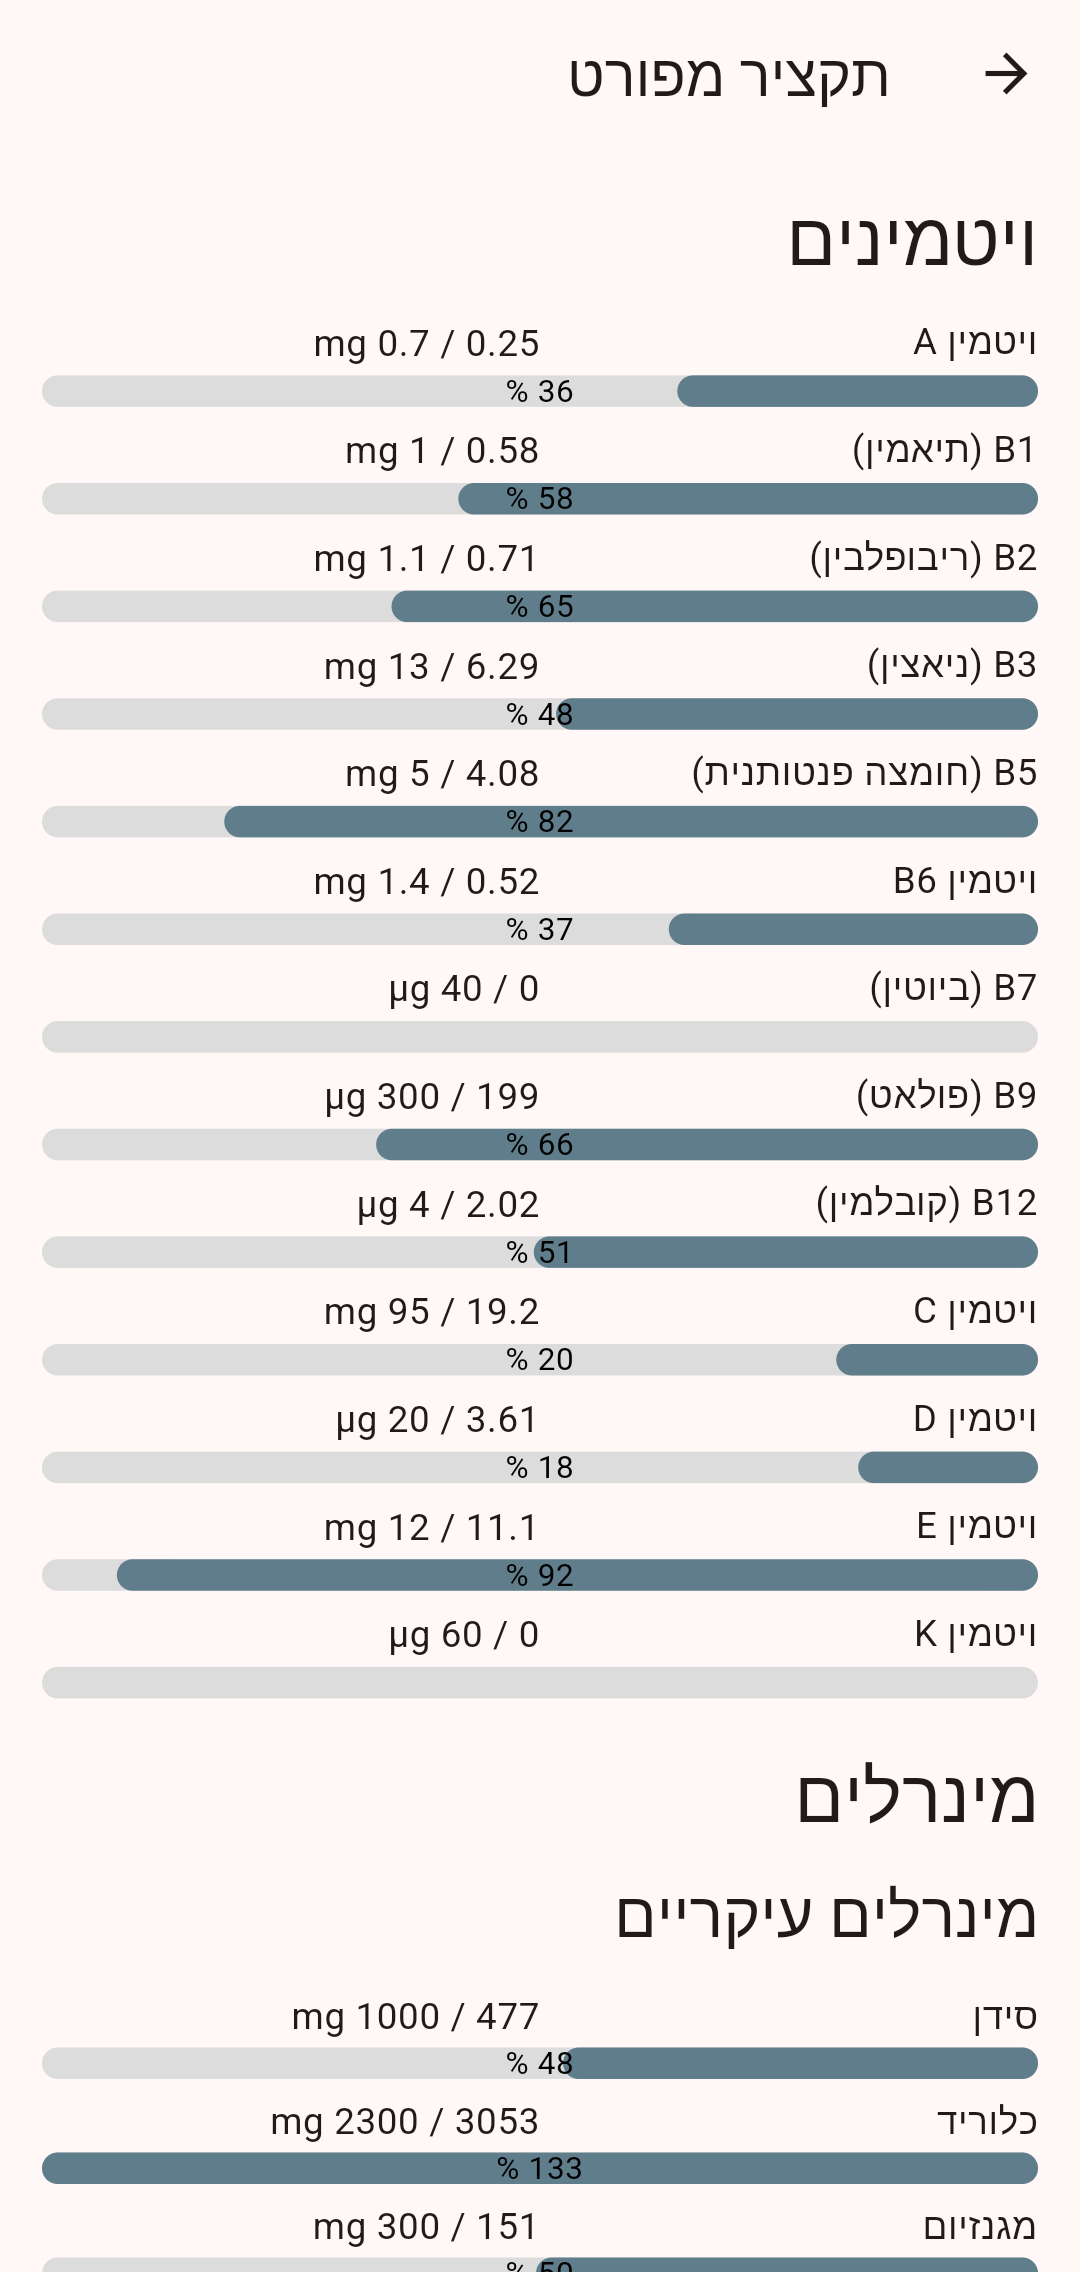 תקציר מפורט
ויטמינים
ויטמין A
0.25 / 0.7 mg
36 %
B1 (תיאמין)
0.58 / 1 mg
58 %
B2 (ריבופלבין)
0.71 / 1.1 mg
65 %
B3 (ניאצין)
6.29 / 13 mg
48 %
B5 (חומצה פנטותנית)
4.08 / 5 mg
82 %
ויטמין B6
0.52 / 1.4 mg
37 %
B7 (ביוטין)
0 / 40 µg
B9 (פולאט)
199 / 300 µg
66 %
B12 (קובלמין)
2.02 / 4 µg
51 %
ויטמין C
19.2 / 95 mg
20 %
ויטמין D
3.61 / 20 µg
18 %
ויטמין E
11.1 / 12 mg
92 %
ויטמין K
0 / 60 µg
מינרלים
מינרלים עיקריים
סידן
477 / 1000 mg
48 %
כלוריד
3053 / 2300 mg
133 %
מגנזיום
151 / 300 mg
50 %